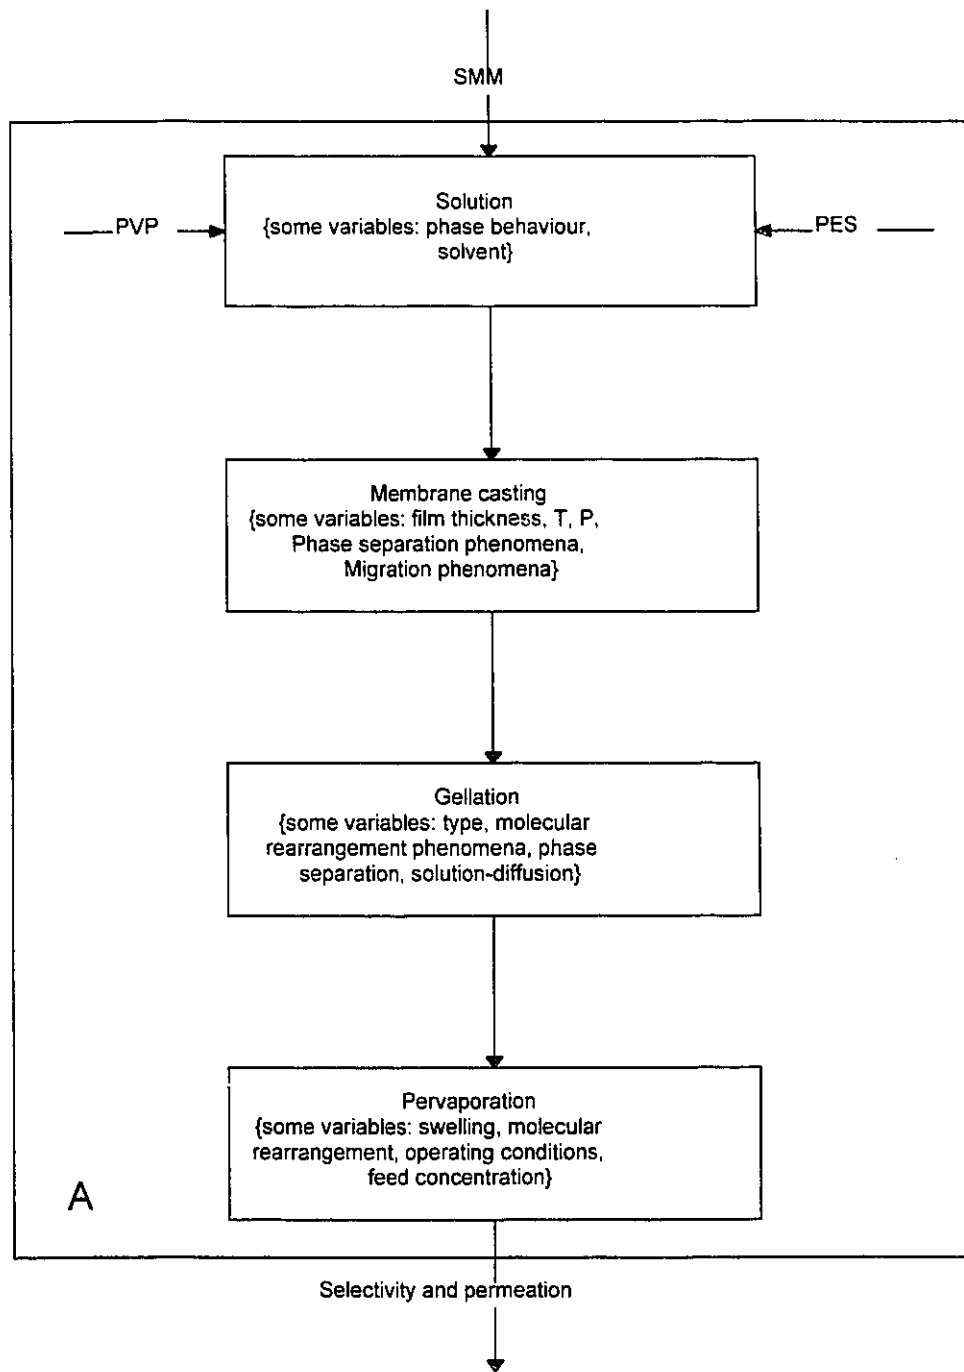 SMM
Solution
{some variables: phase behaviour,
solvent}
PVP
PES
Membrane casting
{some variables: film thickness, T, P,
Phase separation phenomena,
Migration phenomena}
Gellation
{some variables: type, molecular
rearrangement phenomena, phase
separation, solution-diffusion}
Pervaporation
{some variables: swelling, molecular
rearrangement, operating conditions,
feed concentration}
A
Selectivity and permeation